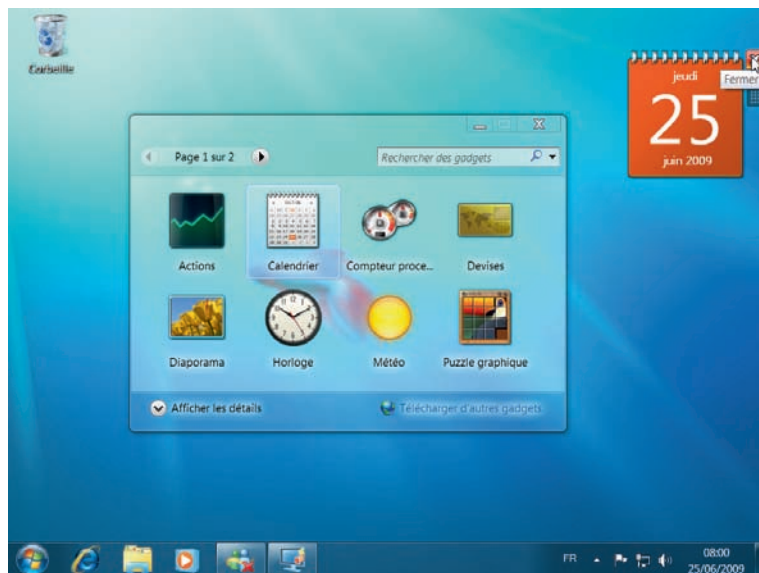 Corbeille
jeudi
25
juin 2009
Fermer
Page 1 sur 2
Rechercher des gadgets
Actions
Calendrier
Compteur proce...
Devises
Diaporama
Horloge
Météo
Puzzle graphique
Afficher les détails
Télécharger d'autres gadgets
FR
08:00
25/06/2009